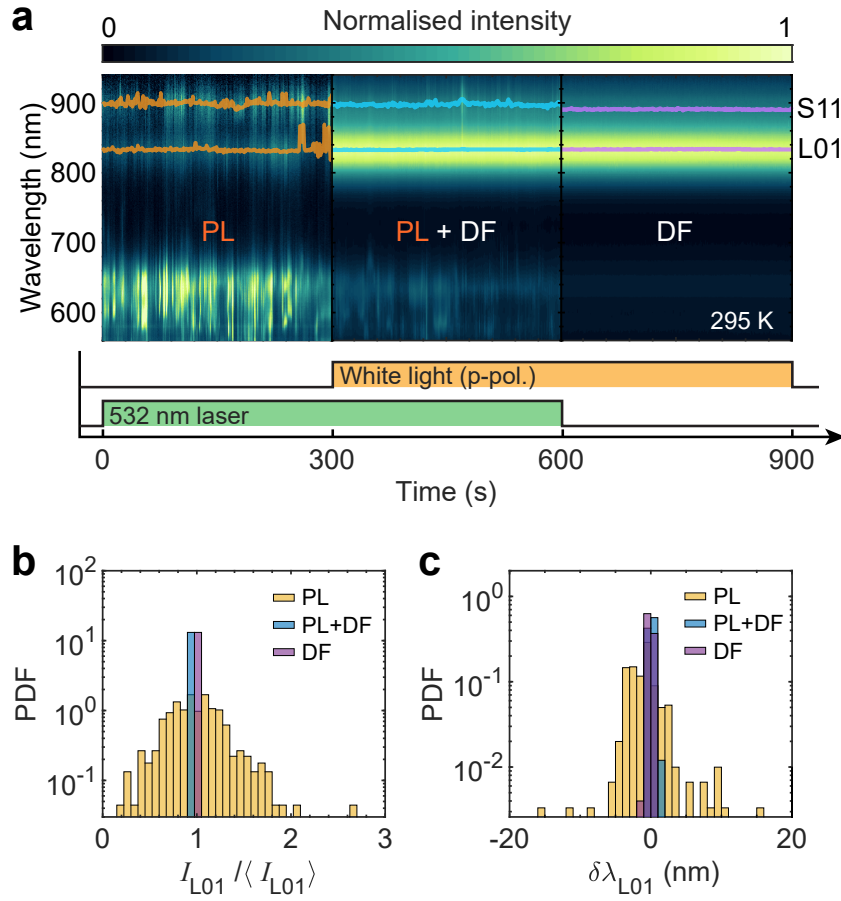 a
0 Normalised intensity 1
Wavelength (nm)
900
800
700
600
PL
PL + DF
DF
295 K
S11
L01
White light (p-pol.)
532 nm laser
0 300 600 900
Time (s)
b
PDF
10²
10¹
10⁰
10⁻¹
PL
PL+DF
DF
0 1 2 3
I_L01 /⟨ I_L01⟩
c
PDF
10⁰
10⁻¹
10⁻²
PL
PL+DF
DF
-20 0 20
δλ_L01 (nm)